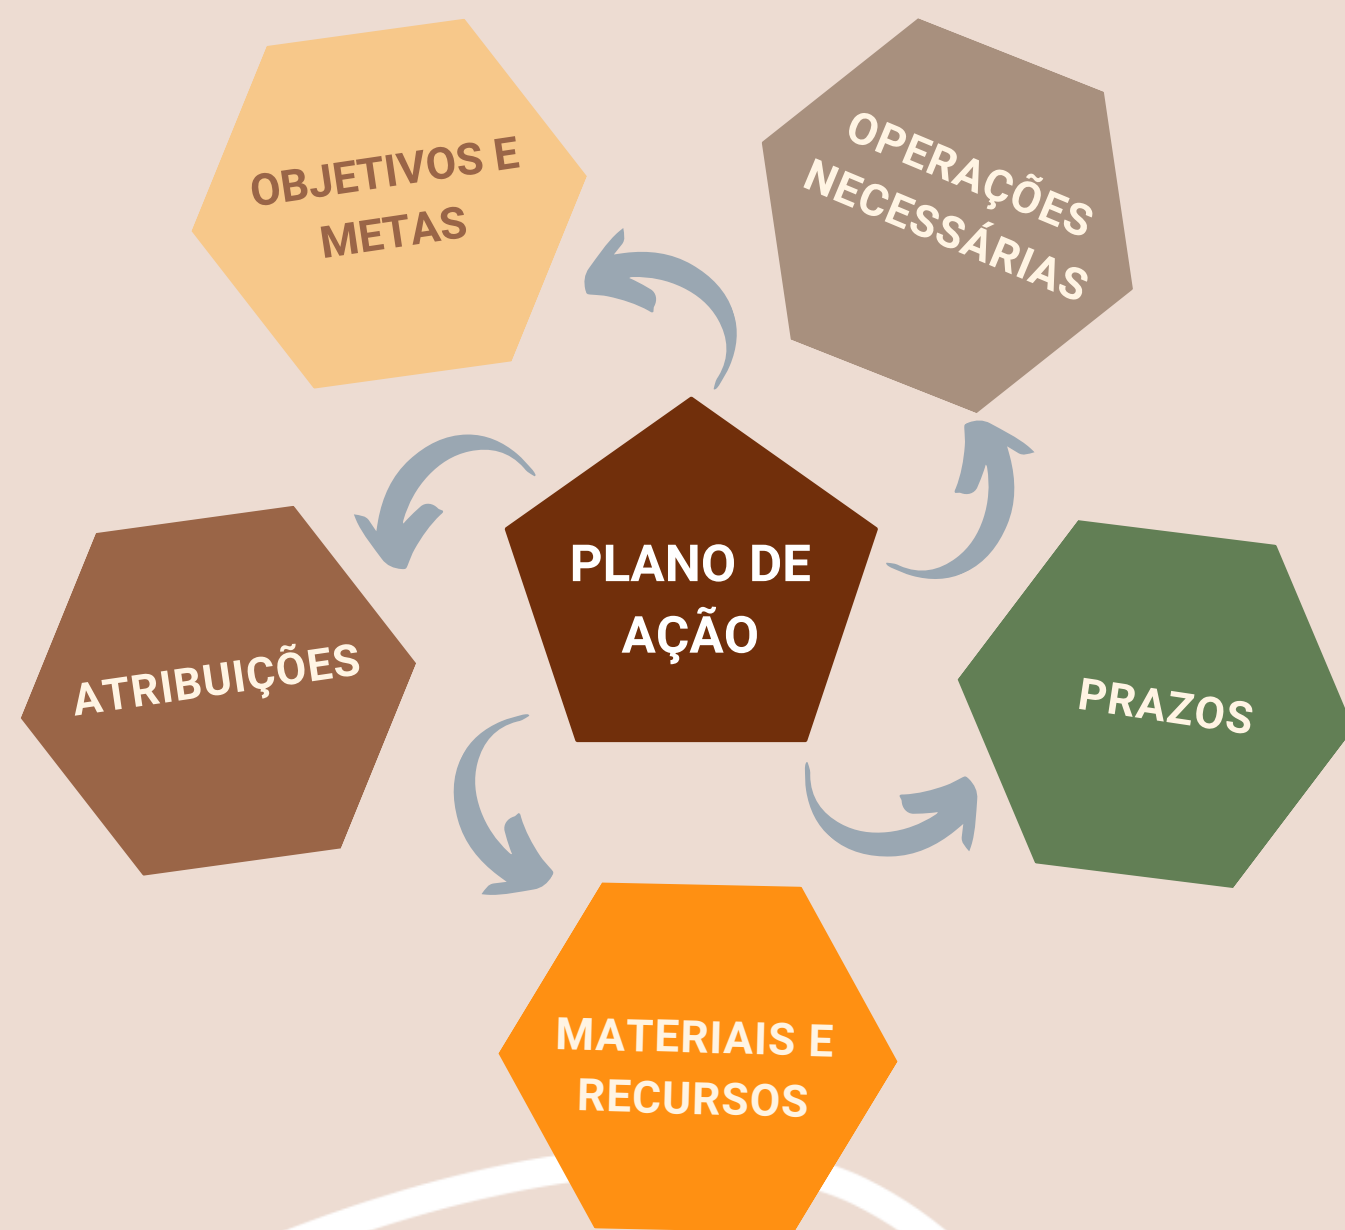 OBJETIVOS E
METAS
OPERAÇÕES
NECESSÁRIAS
PLANO DE
AÇÃO
ATRIBUIÇÕES
PRAZOS
MATERIAIS E
RECURSOS